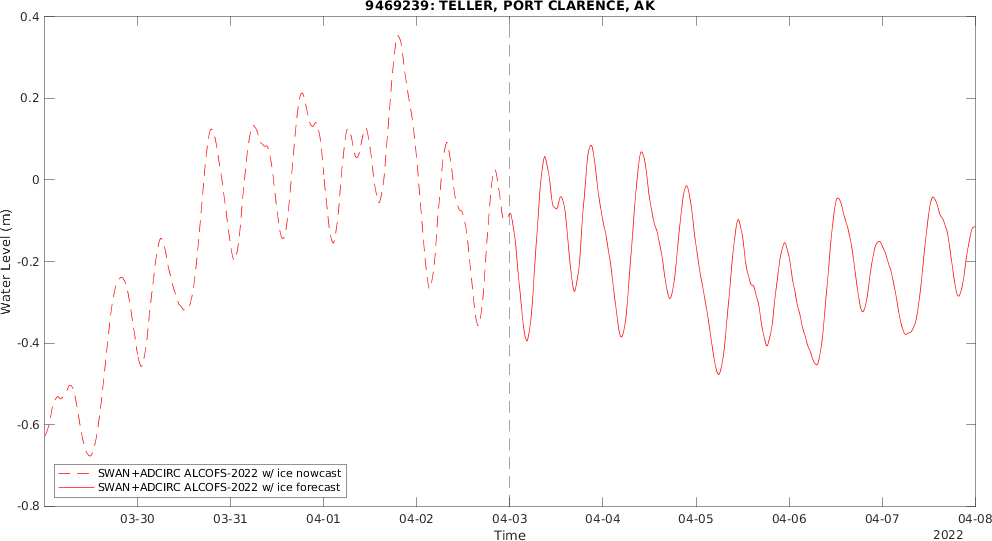 9469239: TELLER, PORT CLARENCE, AK
Water Level (m)
0.4
0.2
0
-0.2
-0.4
-0.6
-0.8
SWAN+ADCIRC ALCOFS-2022 w/ ice nowcast
SWAN+ADCIRC ALCOFS-2022 w/ ice forecast
03-30 03-31 04-01 04-02 04-03 04-04 04-05 04-06 04-07 04-08
Time
2022